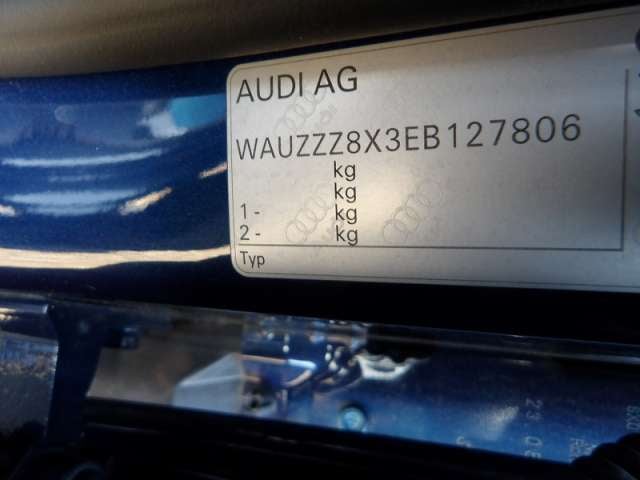 AUDI AG
WAUZZZ8X3EB127806
kg
kg
1 - kg
2 - kg
Typ